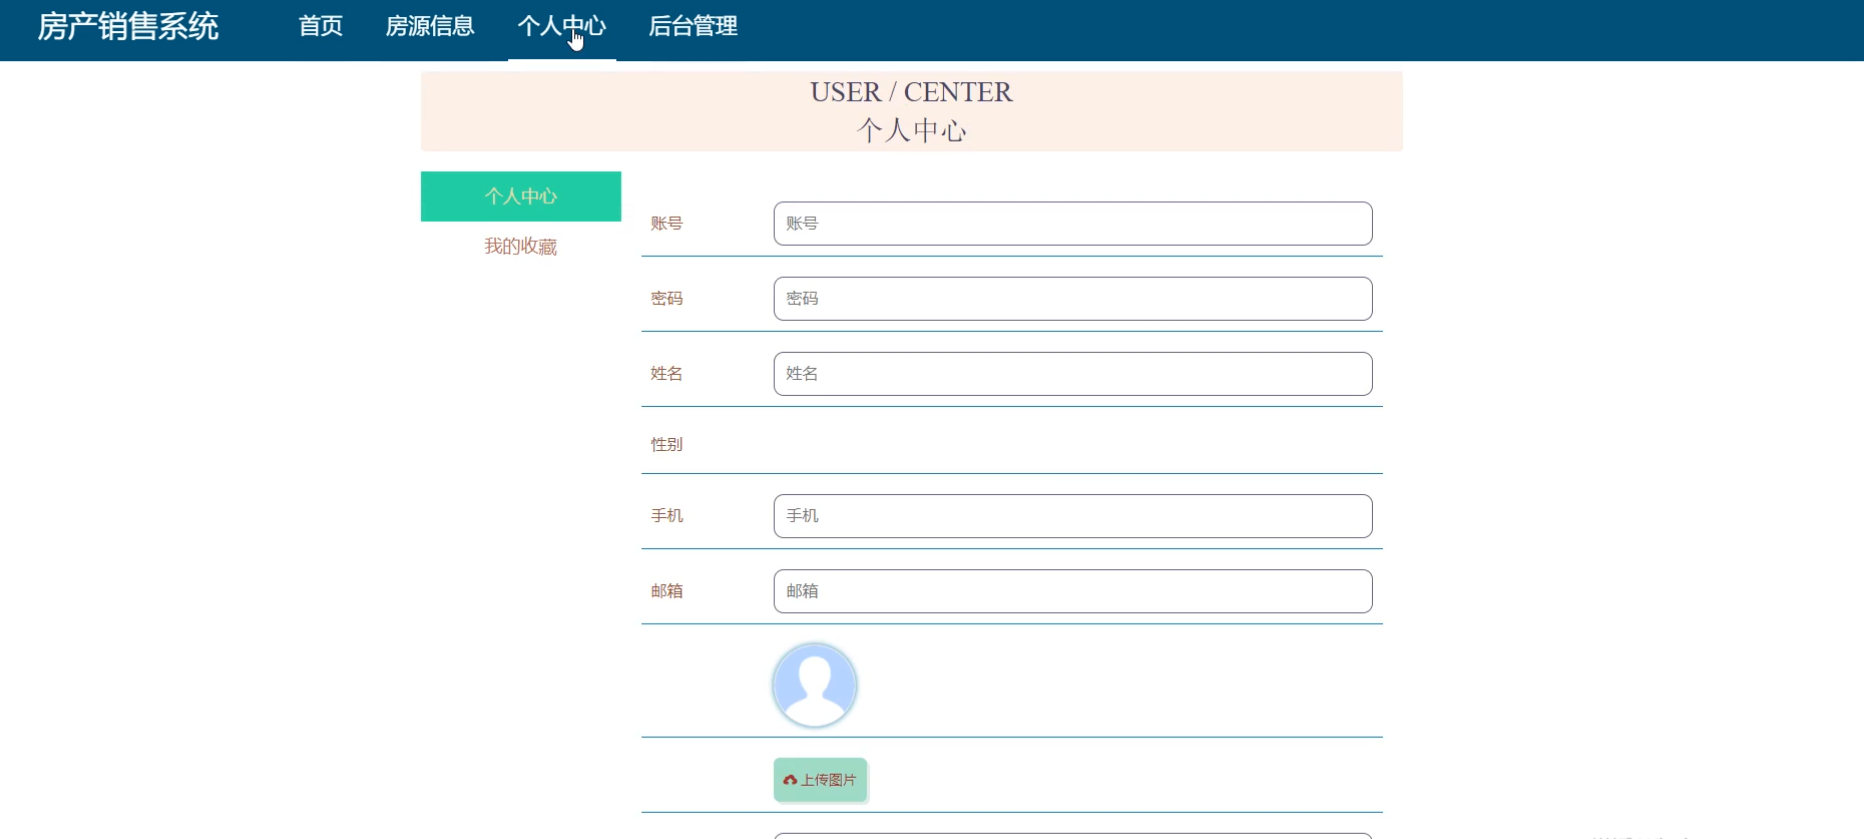 房产销售系统 首页 房源信息 个人中心 后台管理
USER / CENTER
个人中心
个人中心
我的收藏
账号 账号
密码 密码
姓名 姓名
性别
手机 手机
邮箱 邮箱
上传图片